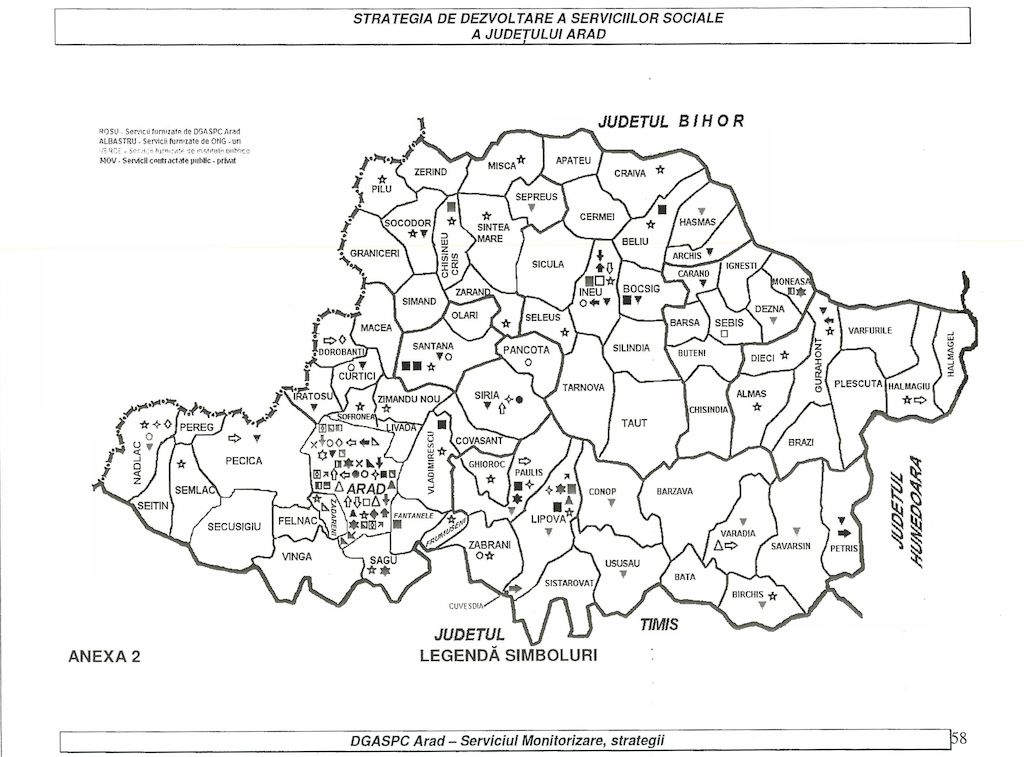 STRATEGIA DE DEZVOLTARE A SERVICIILOR SOCIALE
A JUDEȚULUI ARAD
ROSU - Servicii furnizate de DGASPC Arad
ALBASTRU - Servicii furnizate de ONG - uri
VERDE - Servicii furnizate de institutii publice
MOV - Servicii contractate public - privat
JUDETUL BIHOR
MISCA
APATEU
ZERIND
CRAIVA
PILU
SEPREUS
CERMEI
SOCODOR
SINTEA
MARE
HASMAS
BELIU
GRANICERI
CHISINEU
CRIS
SICULA
ARCHIS
IGNESTI
CARAND
MONEASA
INEU
BOCSIG
ZARAND
SIMAND
OLARI
SELEUS
BARSA
SEBIS
DEZNA
MACEA
VARFURILE
HALMAGEL
SANTANA
PANCOTA
SILINDIA
BUTENI
DIECI
GURAHONT
DOROBANTI
CURTICI
PLESCUTA
HALMAGIU
TARNOVA
IRATOSU
ZIMANDU NOU
SIRIA
ALMAS
CHISINDIA
SOFRONEA
LIVADA
TAUT
PEREG
COVASANT
BRAZI
NADLAC
PECICA
VLADIMIRESCU
GHIOROC
PAULIS
SEMLAC
ARAD
CONOP
BARZAVA
JUDEȚUL
HUNEDOARA
SEITIN
SECUSIGIU
FELNAC
ZADARENI
FANTANELE
FRUMUSENI
LIPOVA
VARADIA
SAVARSIN
PETRIS
VINGA
SAGU
ZABRANI
USUSAU
BATA
SISTAROVAT
BIRCHIS
CUVESDIA
JUDETUL
TIMIS
ANEXA 2
LEGENDĂ SIMBOLURI
DGASPC Arad – Serviciul Monitorizare, strategii
58